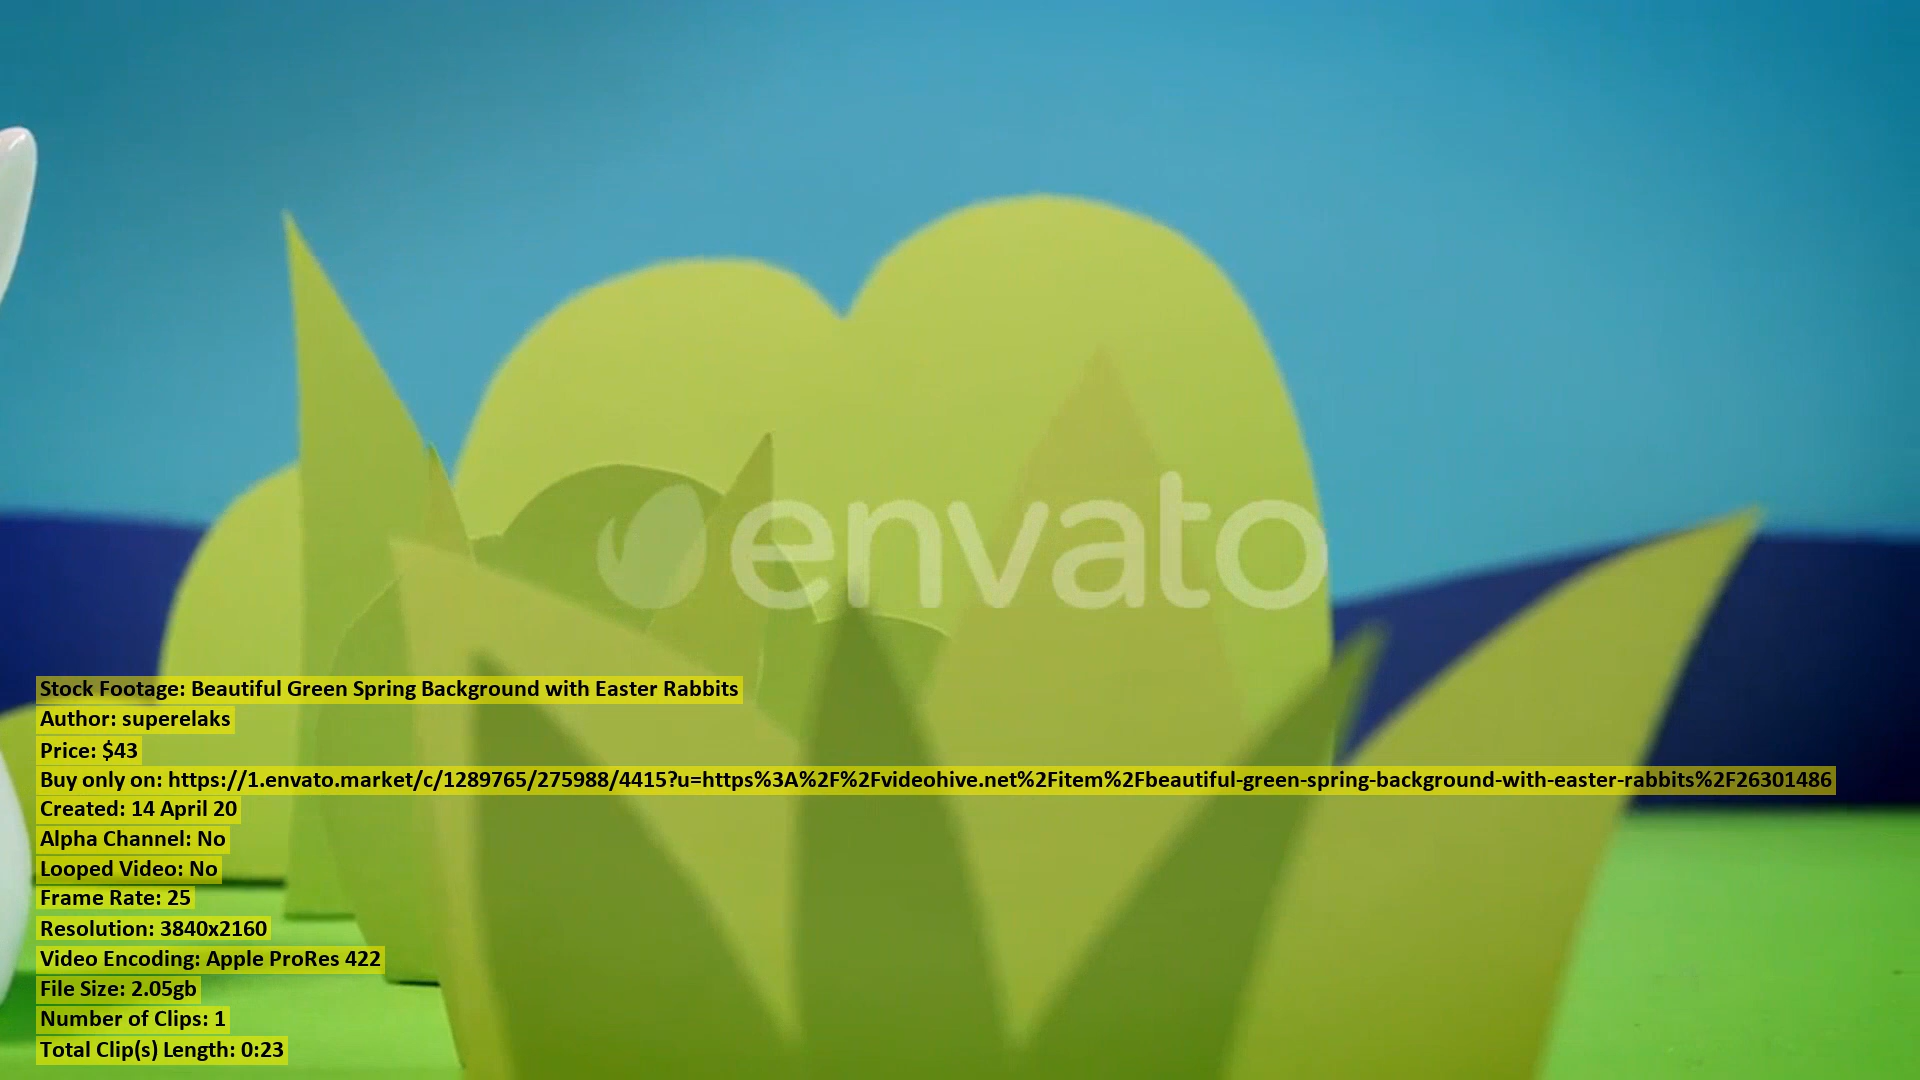 envato
Stock Footage: Beautiful Green Spring Background with Easter Rabbits
Author: superelaks
Price: $43
Buy only on: https://1.envato.market/c/1289765/275988/4415?u=https%3A%2F%2Fvideohive.net%2Fitem%2Fbeautiful-green-spring-background-with-easter-rabbits%2F26301486
Created: 14 April 20
Alpha Channel: No
Looped Video: No
Frame Rate: 25
Resolution: 3840x2160
Video Encoding: Apple ProRes 422
File Size: 2.05gb
Number of Clips: 1
Total Clip(s) Length: 0:23